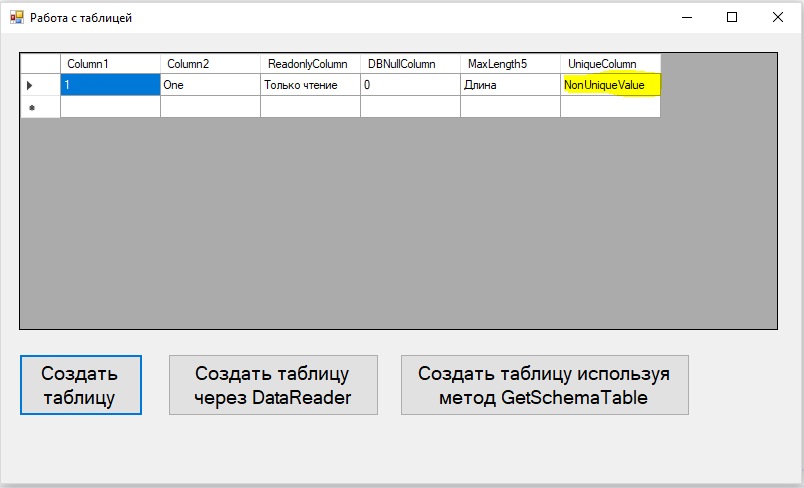 Работа с таблицей
Column1 Column2 ReadonlyColumn DBNullColumn MaxLength5 UniqueColumn
1 One Только чтение 0 Длина NonUniqueValue
Создать таблицу
Создать таблицу через DataReader
Создать таблицу используя метод GetSchemaTable